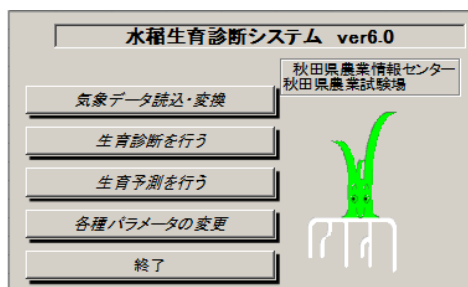 水稲生育診断システム ver6.0
秋田県農業情報センター
秋田県農業試験場
気象データ読込・変換
生育診断を行う
生育予測を行う
各種パラメータの変更
終了